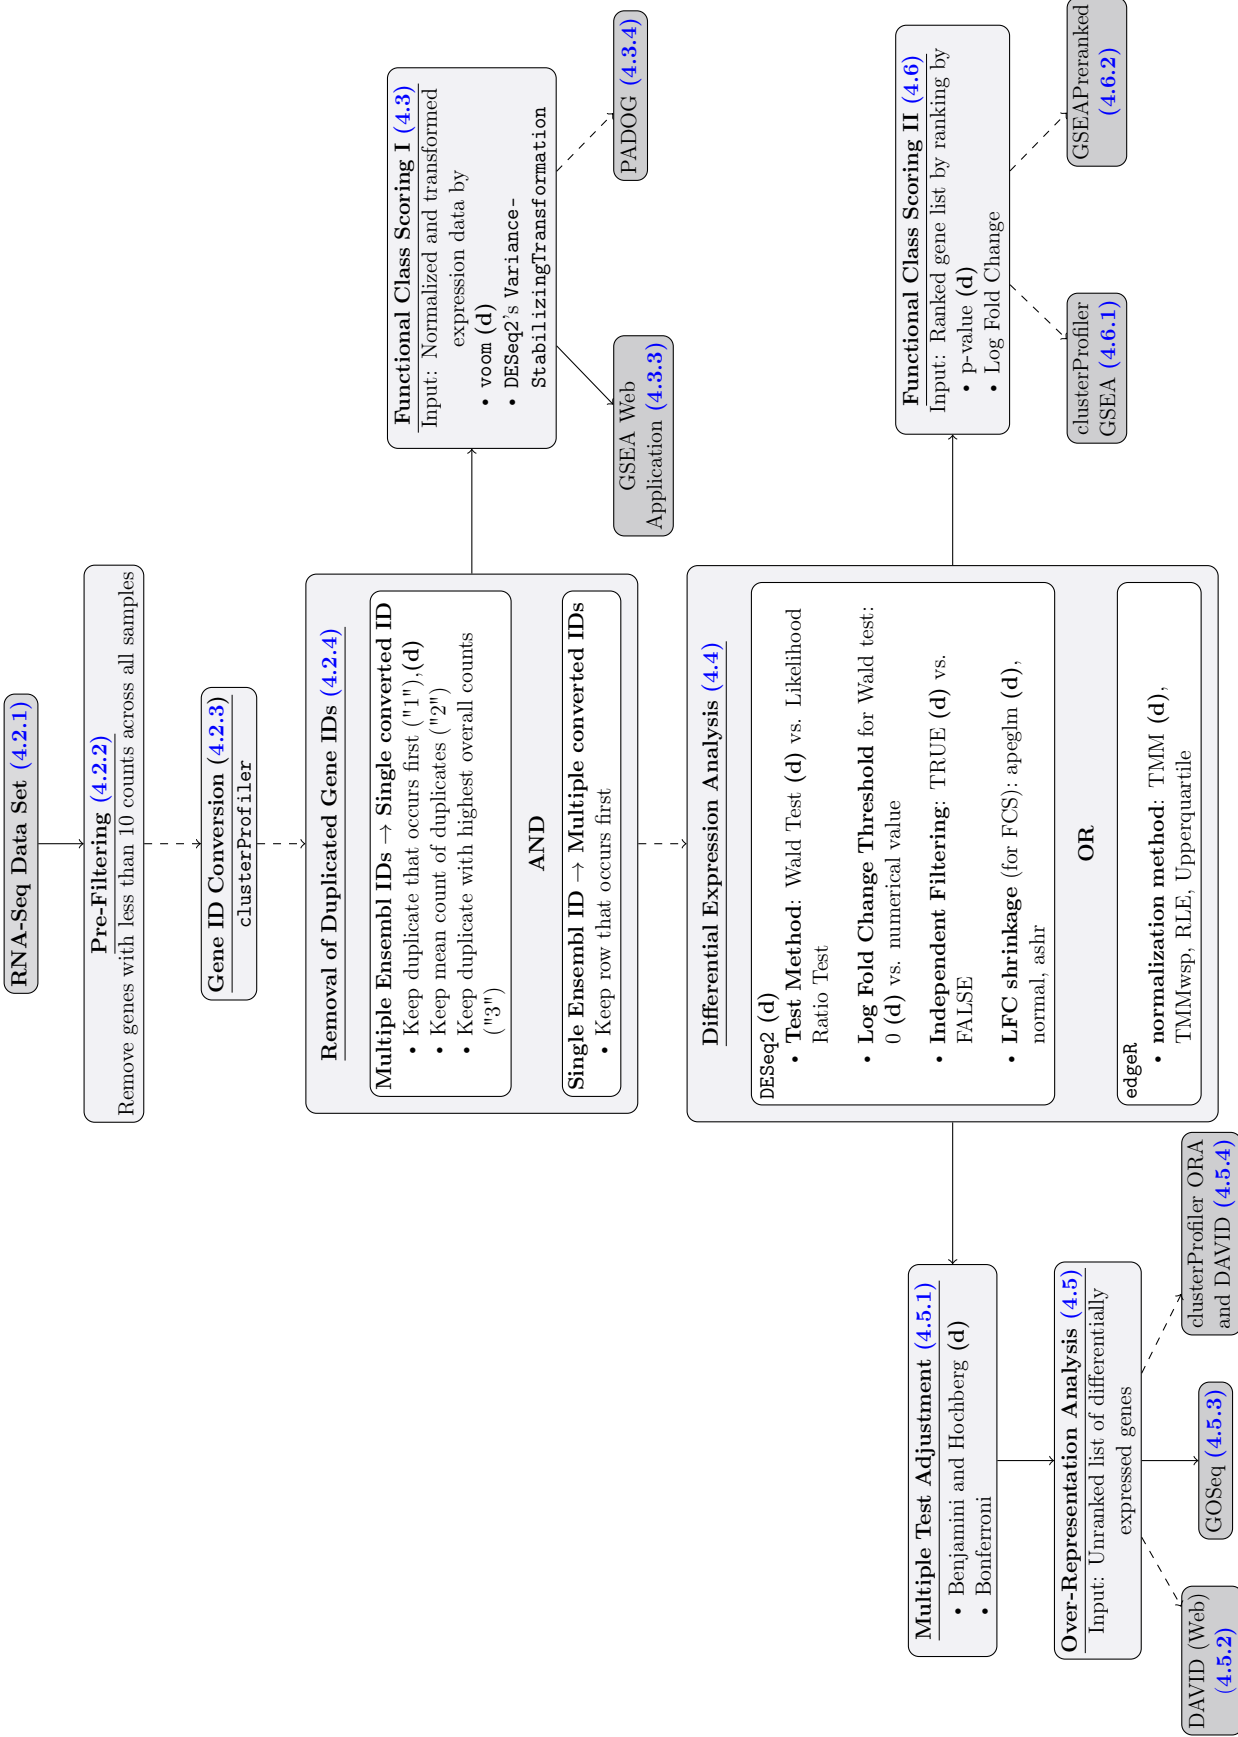 RNA-Seq Data Set (4.2.1)
Pre-Filtering (4.2.2)
Remove genes with less than 10 counts across all samples
Gene ID Conversion (4.2.3)
clusterProfiler
Removal of Duplicated Gene IDs (4.2.4)
Multiple Ensembl IDs → Single converted ID
• Keep duplicate that occurs first ("1"),(d)
• Keep mean count of duplicates ("2")
• Keep duplicate with highest overall counts
("3")
AND
Single Ensembl ID → Multiple converted IDs
• Keep row that occurs first
Functional Class Scoring I (4.3)
Input: Normalized and transformed
expression data by
• voom (d)
• DESeq2's Variance-
StabilizingTransformation
GSEA Web
Application (4.3.3)
PADOG (4.3.4)
Differential Expression Analysis (4.4)
DESeq2 (d)
• Test Method: Wald Test (d) vs. Likelihood
Ratio Test
• Log Fold Change Threshold for Wald test:
0 (d) vs. numerical value
• Independent Filtering: TRUE (d) vs.
FALSE
• LFC shrinkage (for FCS): apeglm (d),
normal, ashr
OR
edgeR
• normalization method: TMM (d),
TMMwsp, RLE, Upperquartile
Multiple Test Adjustment (4.5.1)
• Benjamini and Hochberg (d)
• Bonferroni
Over-Representation Analysis (4.5)
Input: Unranked list of differentially
expressed genes
DAVID (Web)
(4.5.2)
GOSeq (4.5.3)
clusterProfiler ORA
and DAVID (4.5.4)
Functional Class Scoring II (4.6)
Input: Ranked gene list by ranking by
• p-value (d)
• Log Fold Change
clusterProfiler
GSEA (4.6.1)
GSEAPreranked
(4.6.2)